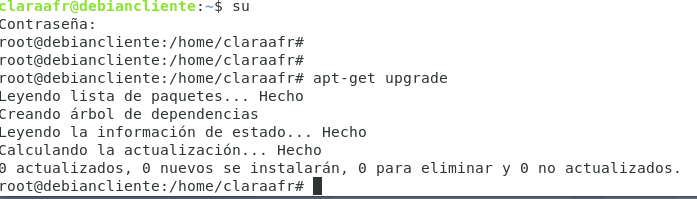 claraafr@debiancliente:~$ su
Contraseña:
root@debiancliente:/home/claraafr#
root@debiancliente:/home/claraafr#
root@debiancliente:/home/claraafr# apt-get upgrade
Leyendo lista de paquetes... Hecho
Creando árbol de dependencias
Leyendo la información de estado... Hecho
Calculando la actualización... Hecho
0 actualizados, 0 nuevos se instalarán, 0 para eliminar y 0 no actualizados.
root@debiancliente:/home/claraafr#